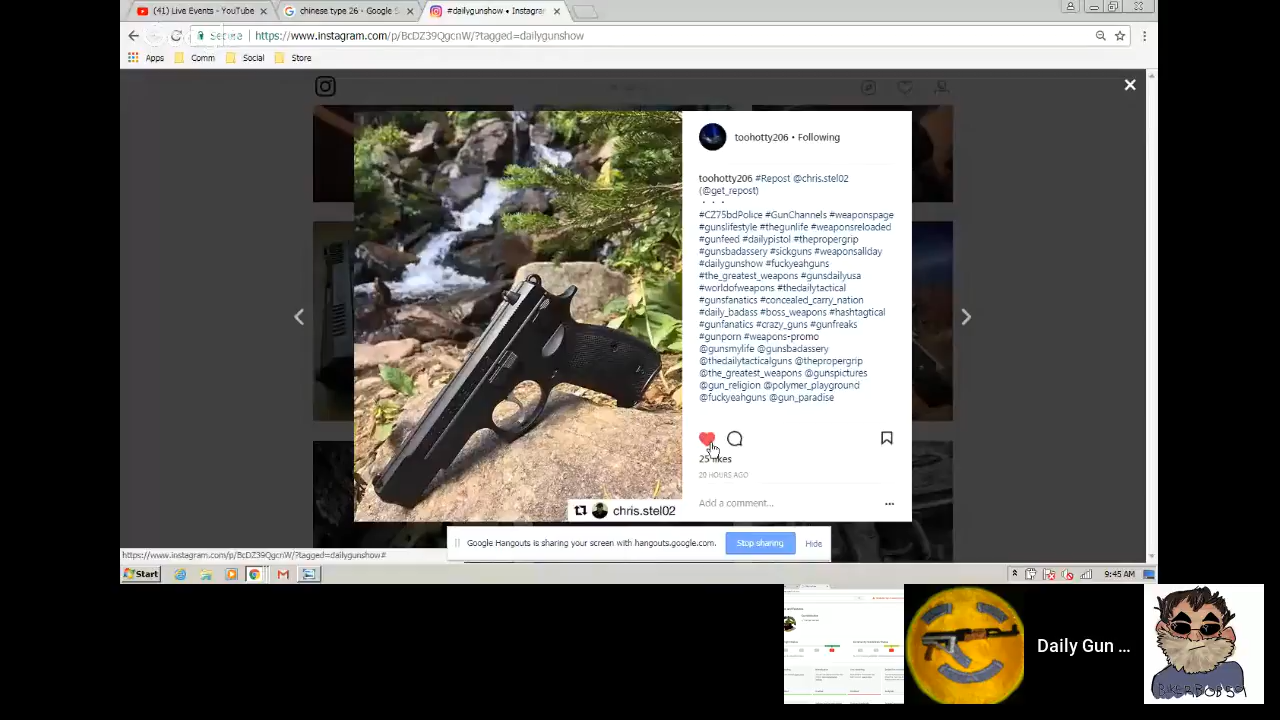 (41) Live Events - YouTube
chinese type 26 - Google S
#dailygunshow • Instagram
Secure
https://www.instagram.com/p/BcDZ39QgcnW/?tagged=dailygunshow
Apps
Comm
Social
Store
toohotty206 • Following
toohotty206 #Repost @chris.stel02
(@get_repost)
・・・
#CZ75bdPolice #GunChannels #weaponspage
#gunslifestyle #thegunlife #weaponsreloaded
#gunfeed #dailypistol #thepropergrip
#gunsbadassery #sickguns #weaponsallday
#dailygunshow #fuckyeahguns
#the_greatest_weapons #gunsdailyusa
#worldofweapons #thedailytactical
#gunsfanatics #concealed_carry_nation
#daily_badass #boss_weapons #hashtagtical
#gunfanatics #crazy_guns #gunfreaks
#gunporn #weapons-promo
@gunsmylife @gunsbadassery
@thedailytacticalguns @thepropergrip
@the_greatest_weapons @gunspictures
@gun_religion @polymer_playground
@fuckyeahguns @gun_paradise
25 likes
20 HOURS AGO
Add a comment...
chris.stel02
Google Hangouts is sharing your screen with hangouts.google.com.
Stop sharing
Hide
https://www.instagram.com/p/BcDZ39QgcnW/?tagged=dailygunshow#
Start
9:45 AM
Daily Gun ...